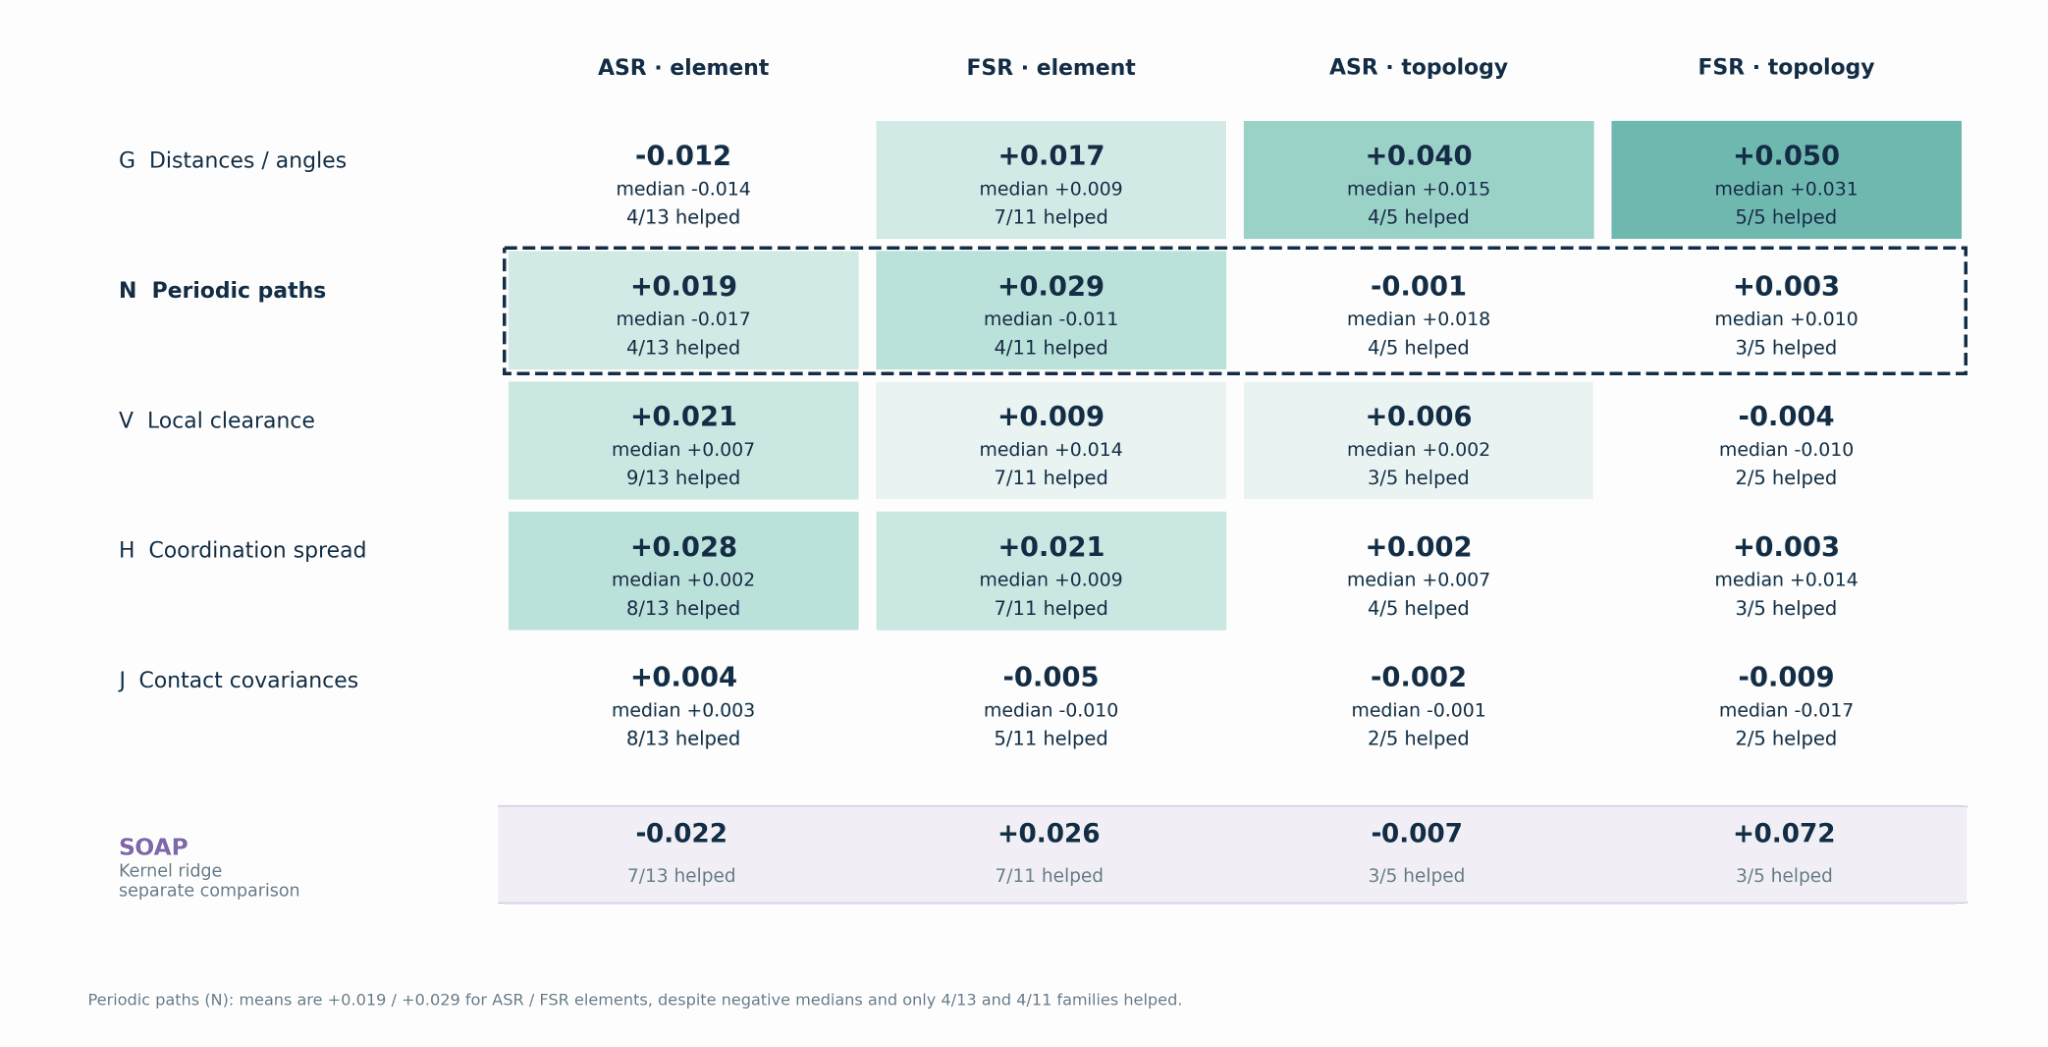 ASR · element
FSR · element
ASR · topology
FSR · topology
G Distances / angles
-0.012
median -0.014
4/13 helped
+0.017
median +0.009
7/11 helped
+0.040
median +0.015
4/5 helped
+0.050
median +0.031
5/5 helped
N Periodic paths
+0.019
median -0.017
4/13 helped
+0.029
median -0.011
4/11 helped
-0.001
median +0.018
4/5 helped
+0.003
median +0.010
3/5 helped
V Local clearance
+0.021
median +0.007
9/13 helped
+0.009
median +0.014
7/11 helped
+0.006
median +0.002
3/5 helped
-0.004
median -0.010
2/5 helped
H Coordination spread
+0.028
median +0.002
8/13 helped
+0.021
median +0.009
7/11 helped
+0.002
median +0.007
4/5 helped
+0.003
median +0.014
3/5 helped
J Contact covariances
+0.004
median +0.003
8/13 helped
-0.005
median -0.010
5/11 helped
-0.002
median -0.001
2/5 helped
-0.009
median -0.017
2/5 helped
SOAP
Kernel ridge
separate comparison
-0.022
7/13 helped
+0.026
7/11 helped
-0.007
3/5 helped
+0.072
3/5 helped
Periodic paths (N): means are +0.019 / +0.029 for ASR / FSR elements, despite negative medians and only 4/13 and 4/11 families helped.